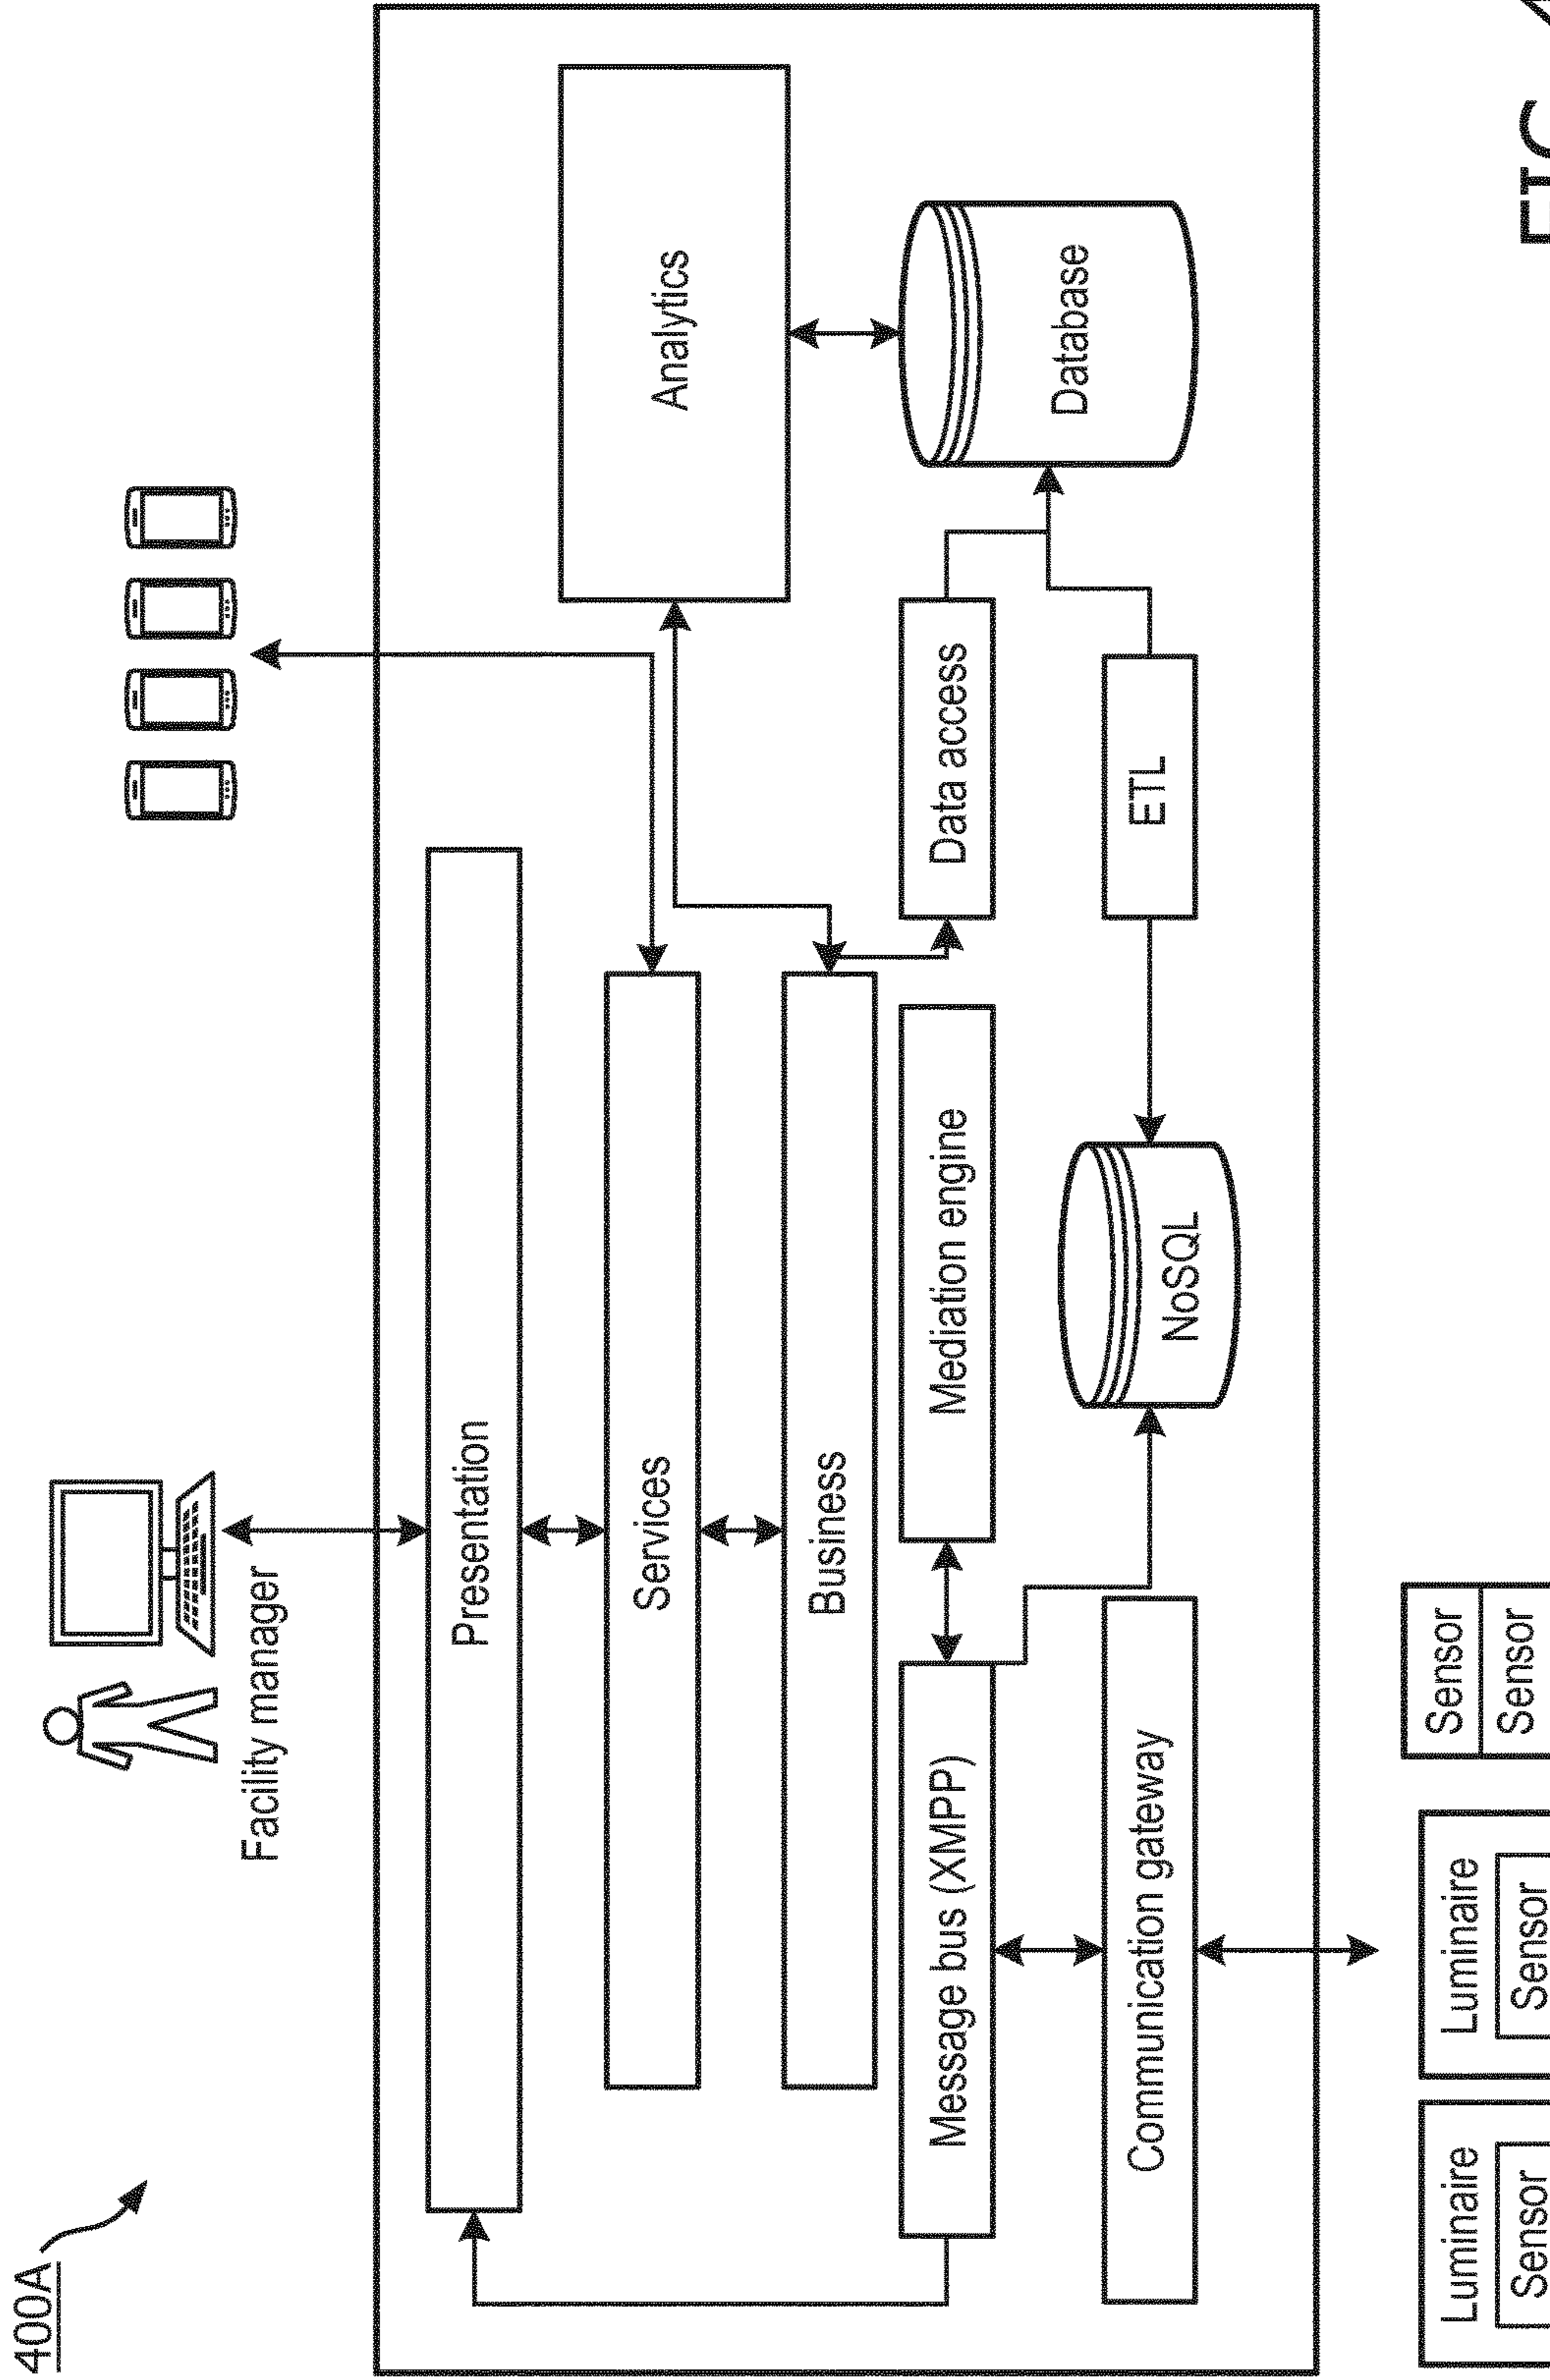 400A
Facility manager
Presentation
Services
Analytics
Business
Message bus (XMPP)
Mediation engine
Data access
Database
Communication gateway
NoSQL
ETL
Luminaire
Sensor
Luminaire
Sensor
Sensor
Sensor